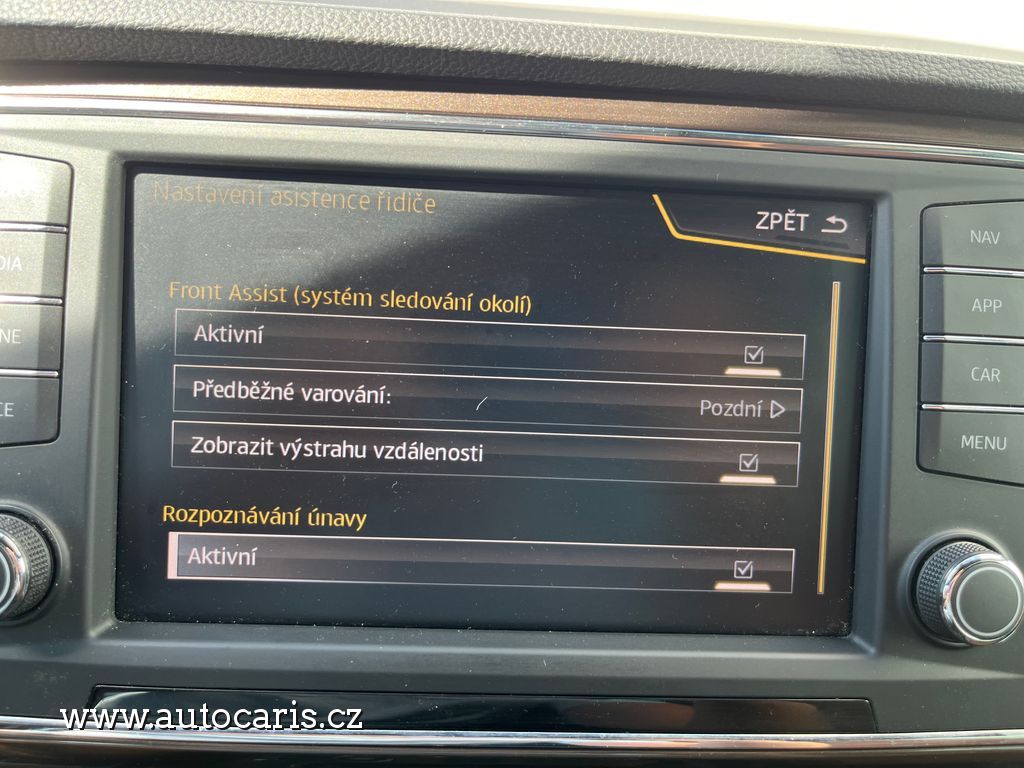 Nastavení asistence řidiče
ZPĚT
Front Assist (systém sledování okolí)
Aktivní
Předběžné varování:
Pozdní
Zobrazit výstrahu vzdálenosti
Rozpoznávání únavy
Aktivní
NAV
APP
CAR
MENU
www.autocaris.cz